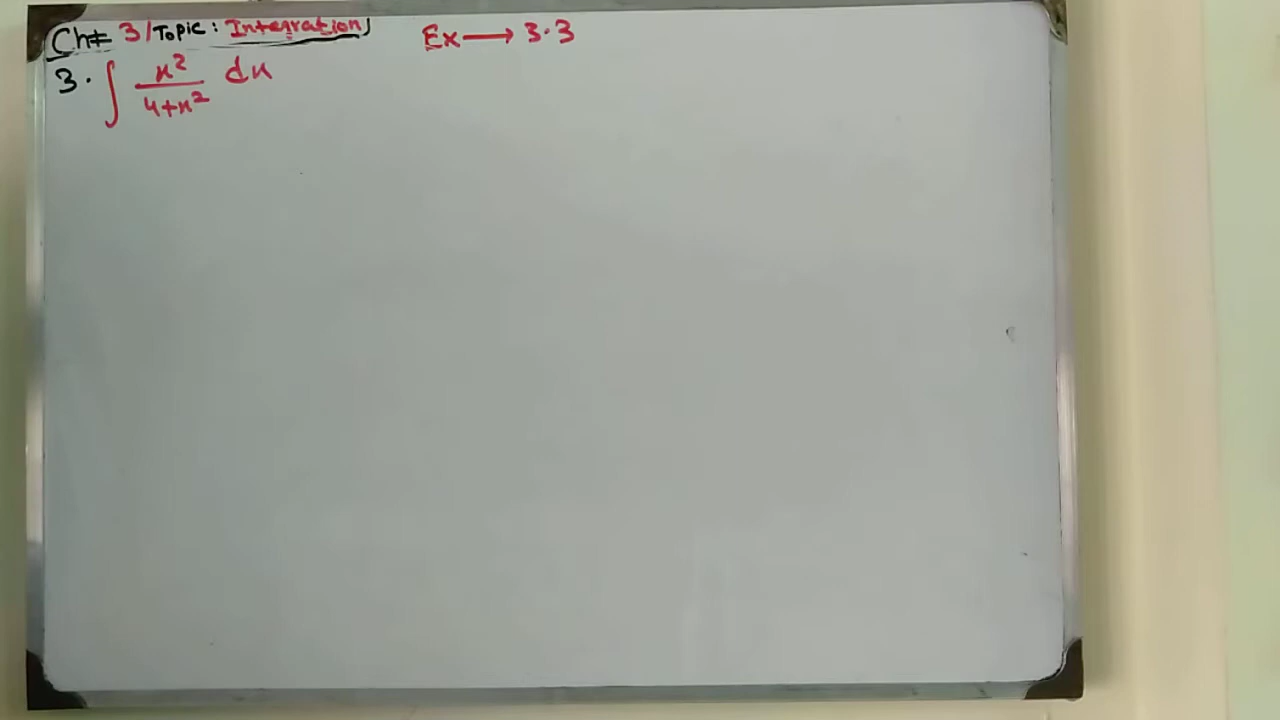 Ch# 3/Topic: Integration Ex → 3.3
3. ∫ x²/(4+x²) dx